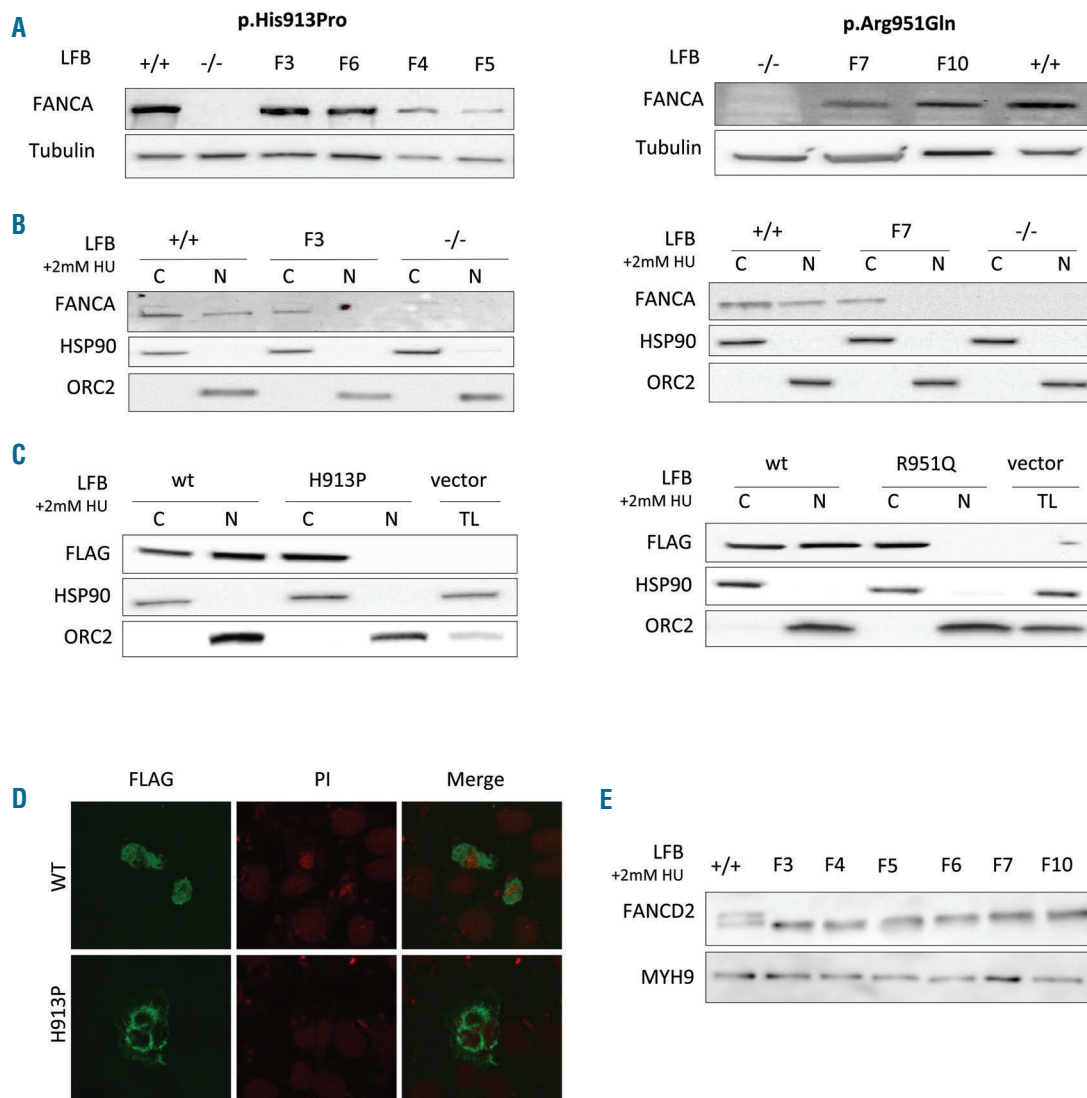 A
p.His913Pro
LFB +/+ -/- F3 F6 F4 F5
FANCA
Tubulin
p.Arg951Gln
LFB -/- F7 F10 +/+
FANCA
Tubulin
B
LFB +/+ F3 -/-
+2mM HU
C N C N C N
FANCA
HSP90
ORC2
LFB +/+ F7 -/-
+2mM HU
C N C N C N
FANCA
HSP90
ORC2
C
LFB wt H913P vector
+2mM HU
C N C N TL
FLAG
HSP90
ORC2
LFB wt R951Q vector
+2mM HU
C N C N TL
FLAG
HSP90
ORC2
D
FLAG PI Merge
WT
H913P
E
LFB +/+ F3 F4 F5 F6 F7 F10
+2mM HU
FANCD2
MYH9